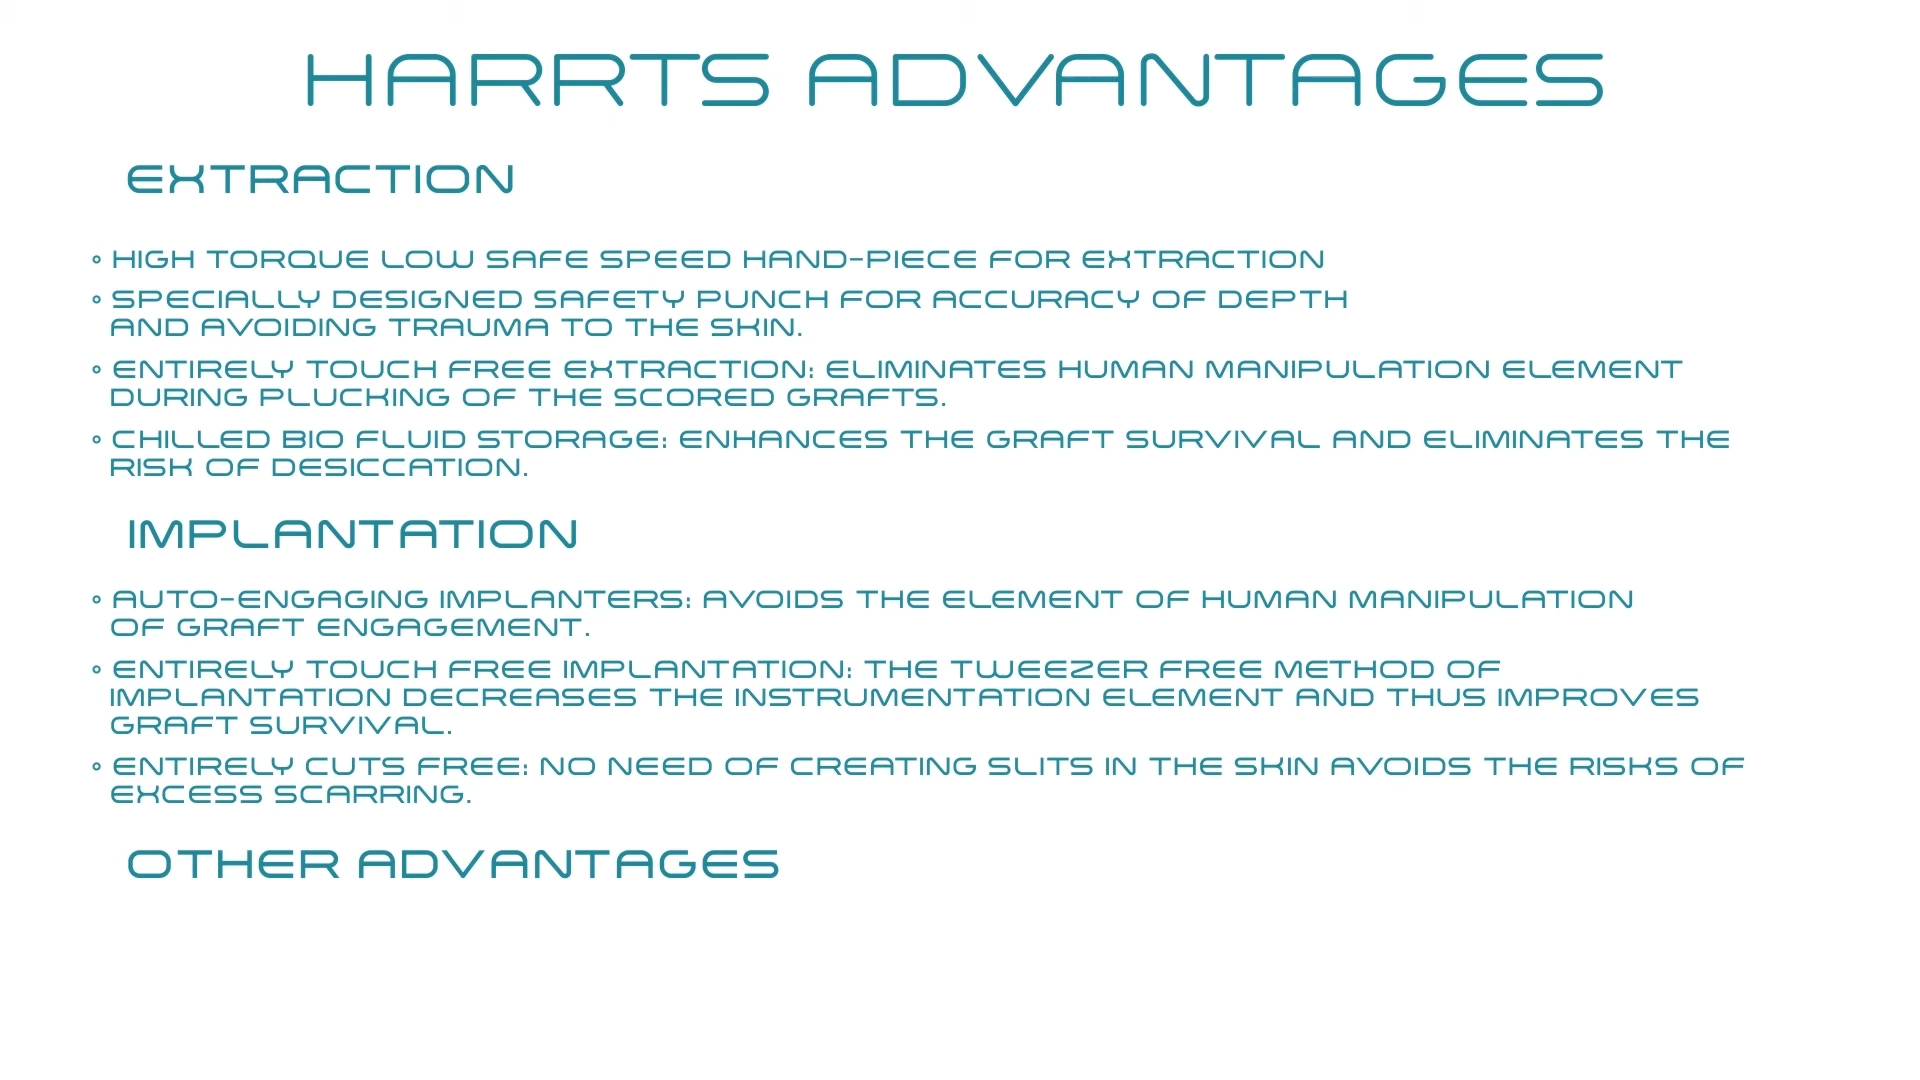 HARRTS ADVANTAGES
EXTRACTION
◦ HIGH TORQUE LOW SAFE SPEED HAND-PIECE FOR EXTRACTION
◦ SPECIALLY DESIGNED SAFETY PUNCH FOR ACCURACY OF DEPTH
AND AVOIDING TRAUMA TO THE SKIN.
◦ ENTIRELY TOUCH FREE EXTRACTION: ELIMINATES HUMAN MANIPULATION ELEMENT
DURING PLUCKING OF THE SCORED GRAFTS.
◦ CHILLED BIO FLUID STORAGE: ENHANCES THE GRAFT SURVIVAL AND ELIMINATES THE
RISK OF DESICCATION.
IMPLANTATION
◦ AUTO-ENGAGING IMPLANTERS: AVOIDS THE ELEMENT OF HUMAN MANIPULATION
OF GRAFT ENGAGEMENT.
◦ ENTIRELY TOUCH FREE IMPLANTATION: THE TWEEZER FREE METHOD OF
IMPLANTATION DECREASES THE INSTRUMENTATION ELEMENT AND THUS IMPROVES
GRAFT SURVIVAL.
◦ ENTIRELY CUTS FREE: NO NEED OF CREATING SLITS IN THE SKIN AVOIDS THE RISKS OF
EXCESS SCARRING.
OTHER ADVANTAGES